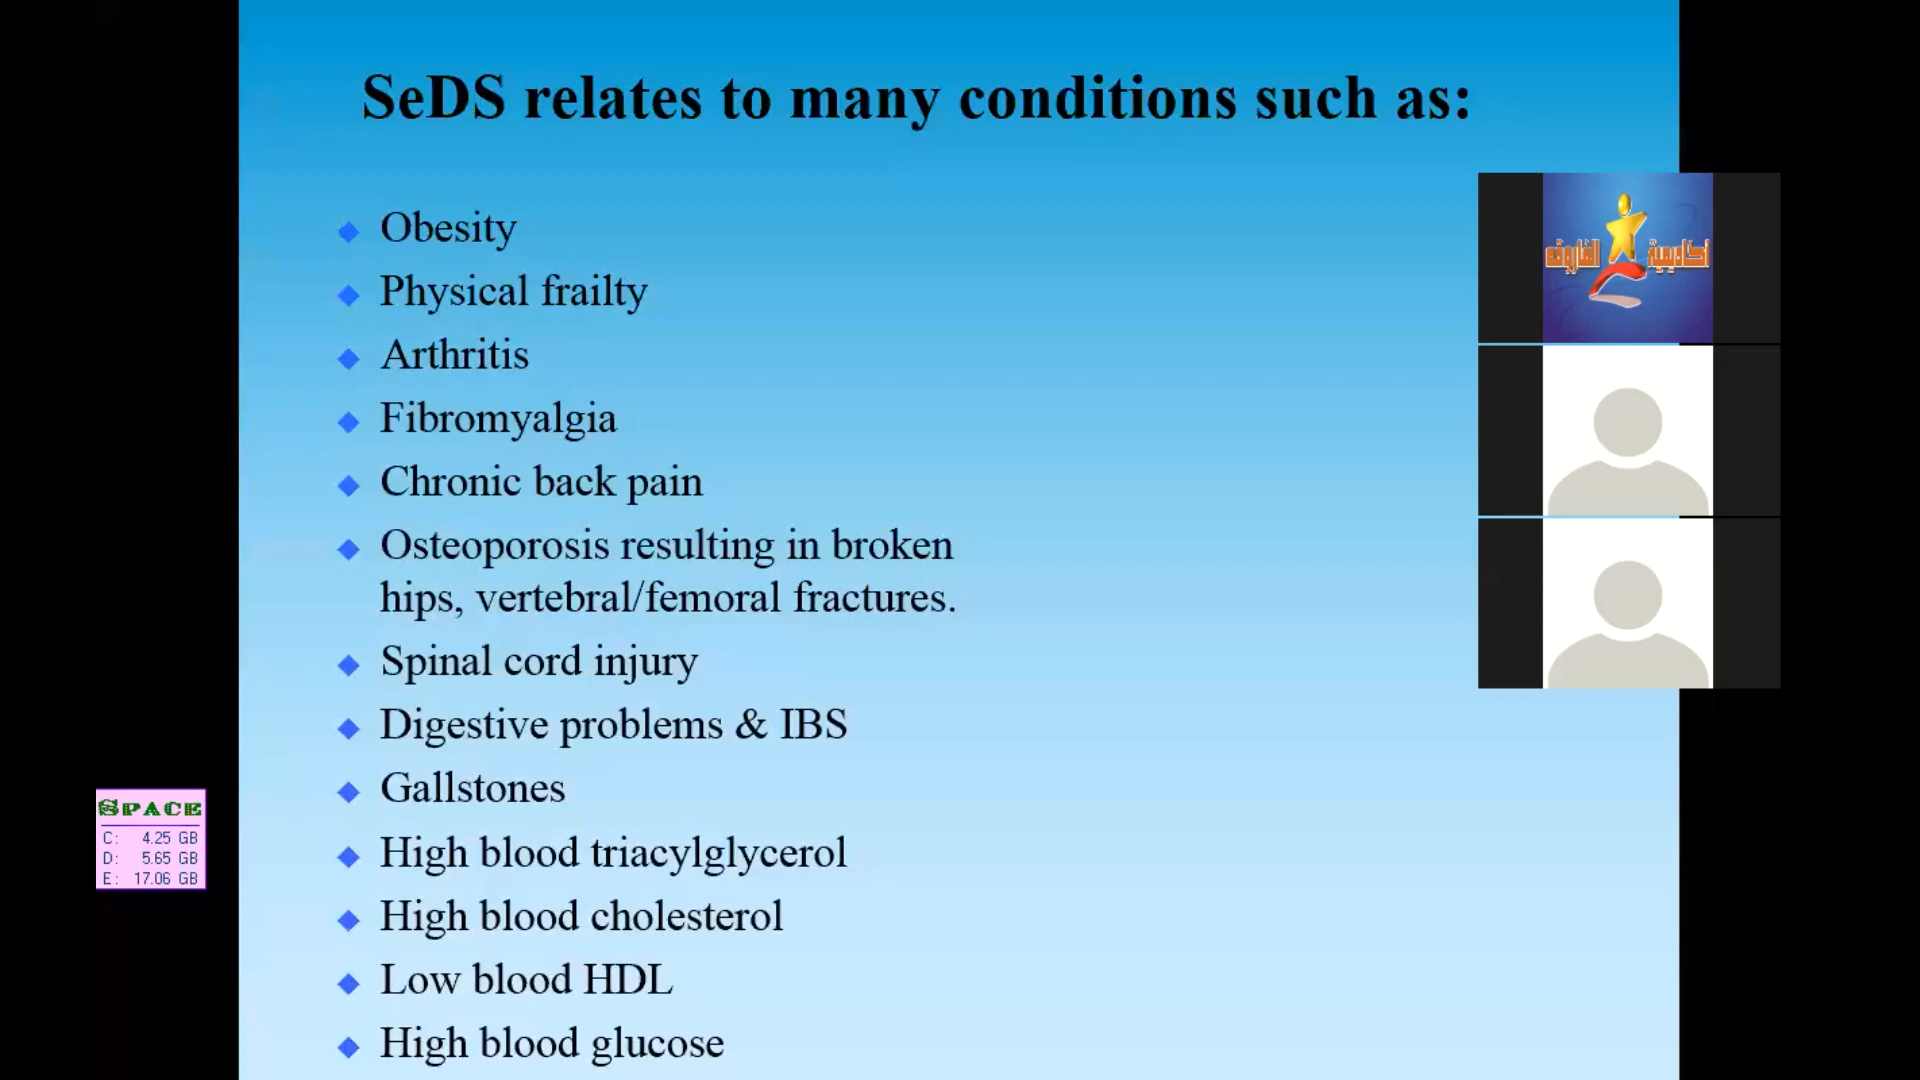 SeDS relates to many conditions such as:
Obesity
Physical frailty
Arthritis
Fibromyalgia
Chronic back pain
Osteoporosis resulting in broken
hips, vertebral/femoral fractures.
Spinal cord injury
Digestive problems & IBS
Gallstones
High blood triacylglycerol
High blood cholesterol
Low blood HDL
High blood glucose
أكاديمية الفاروق
SPACE
C: 4.25 GB
D: 5.65 GB
E: 17.06 GB